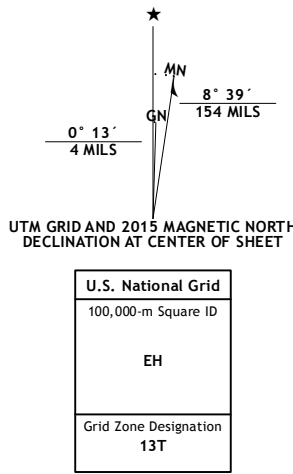 ★
MN
GN
8° 39´
154 MILS
0° 13´
4 MILS
UTM GRID AND 2015 MAGNETIC NORTH
DECLINATION AT CENTER OF SHEET
U.S. National Grid
100,000-m Square ID
EH
Grid Zone Designation
13T